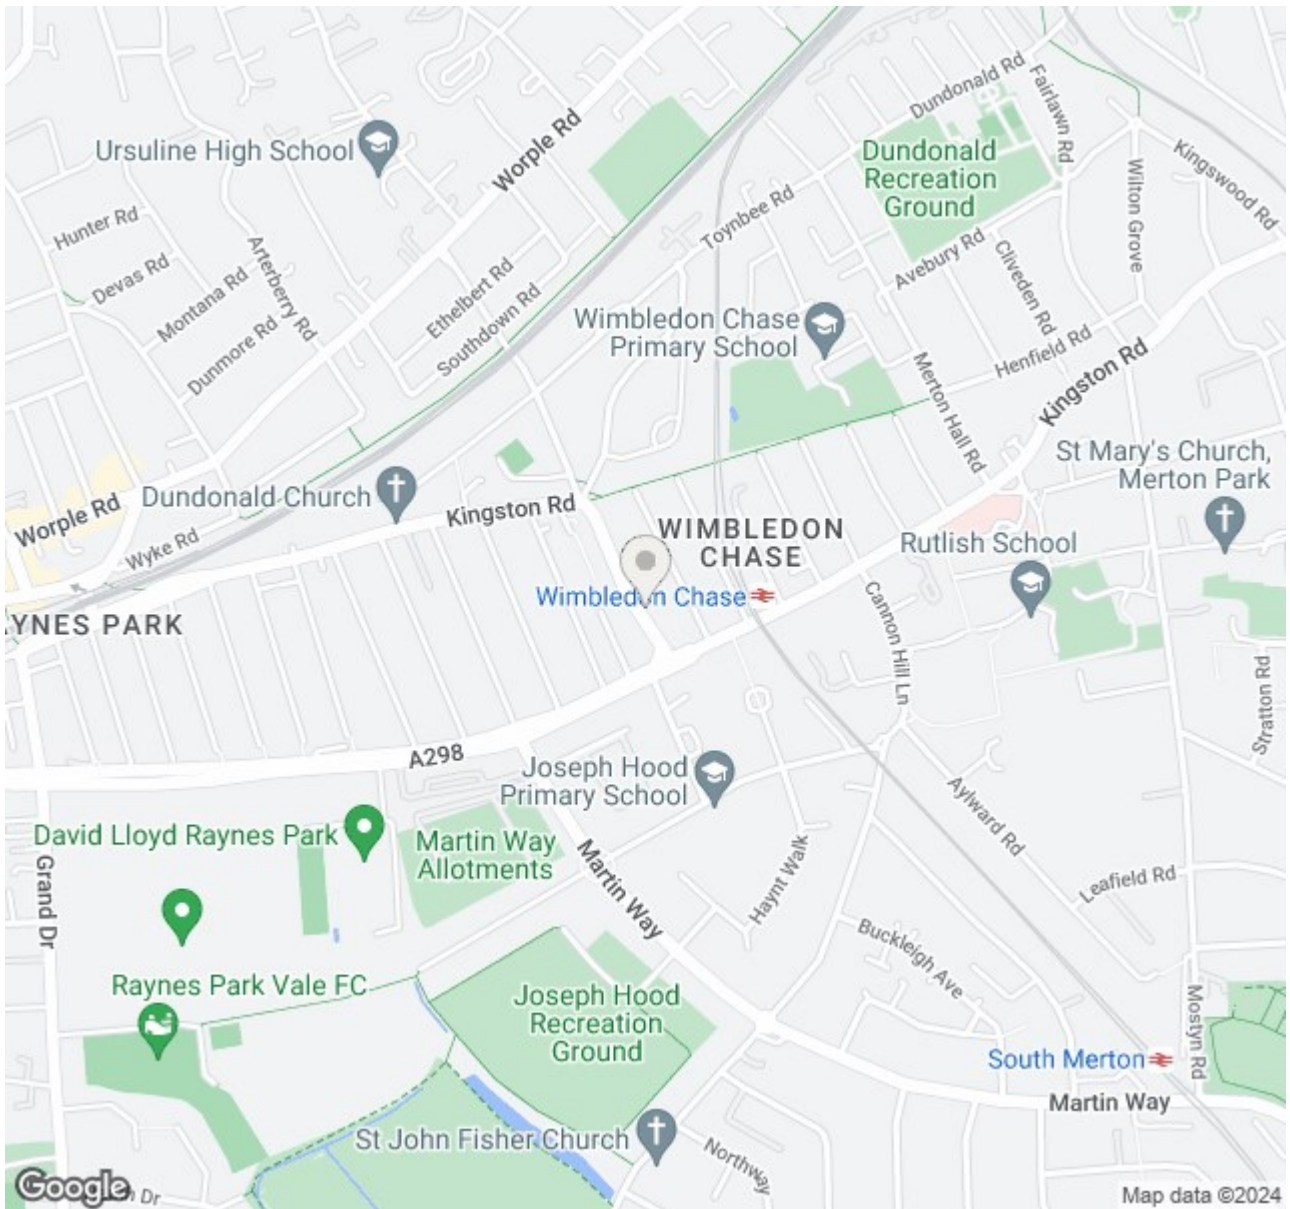 Dundonald Rd
Fairlawn Rd
Worple Rd
Ursuline High School
Dundonald
Recreation
Ground
Kingswood Rd
Wilton Grove
Toynbee Rd
Hunter Rd
Arterberry Rd
Devas Rd
Montana Rd
Ethelbert Rd
Avebury Rd
Cliveden Rd
Southdown Rd
Dunmore Rd
Wimbledon Chase
Primary School
Henfield Rd
Kingston Rd
Merton Hall Rd
St Mary's Church,
Merton Park
Dundonald Church
Kingston Rd
Worple Rd
Wyke Rd
WIMBLEDON
CHASE
Rutlish School
Wimbledon Chase
Cannon Hill Ln
YNES PARK
Stratton Rd
A298
Joseph Hood
Primary School
Aylward Rd
David Lloyd Raynes Park
Martin Way
Allotments
Grand Dr
Martin Way
Haynt Walk
Leafield Rd
Buckleigh Ave
Raynes Park Vale FC
Joseph Hood
Recreation
Ground
Mostyn Rd
South Merton
Martin Way
St John Fisher Church
Northway
Google
Dr
Map data ©2024